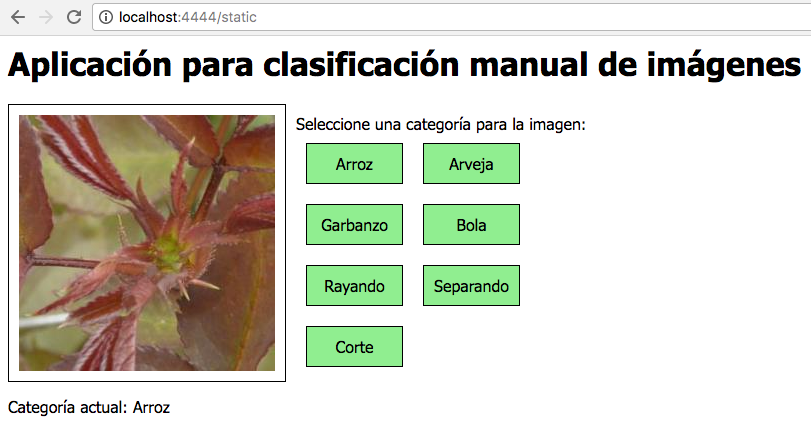 localhost:4444/static
Aplicación para clasificación manual de imágenes
Seleccione una categoría para la imagen:
Arroz
Arveja
Garbanzo
Bola
Rayando
Separando
Corte
Categoría actual: Arroz